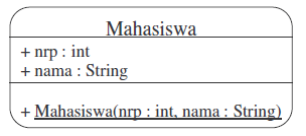 Mahasiswa
+ nrp : int
+ nama : String
+ Mahasiswa(nrp : int, nama : String)